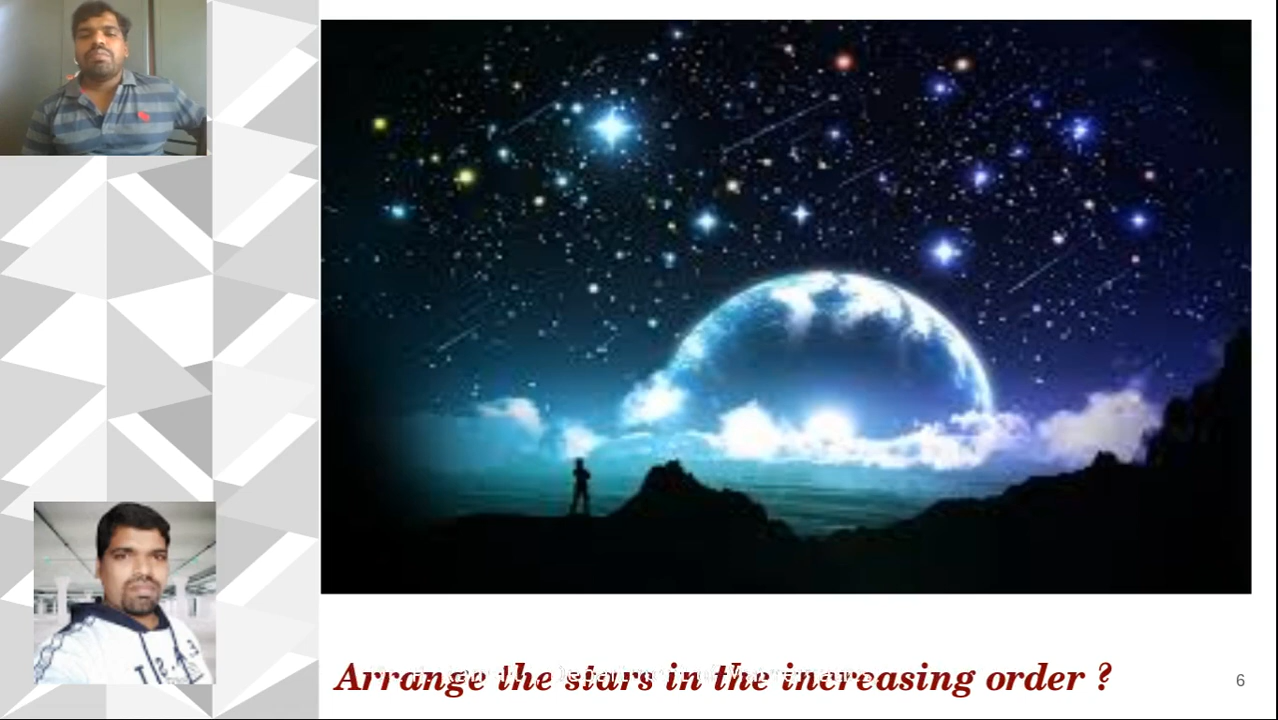 Arrange the stars in the increasing order ?
6